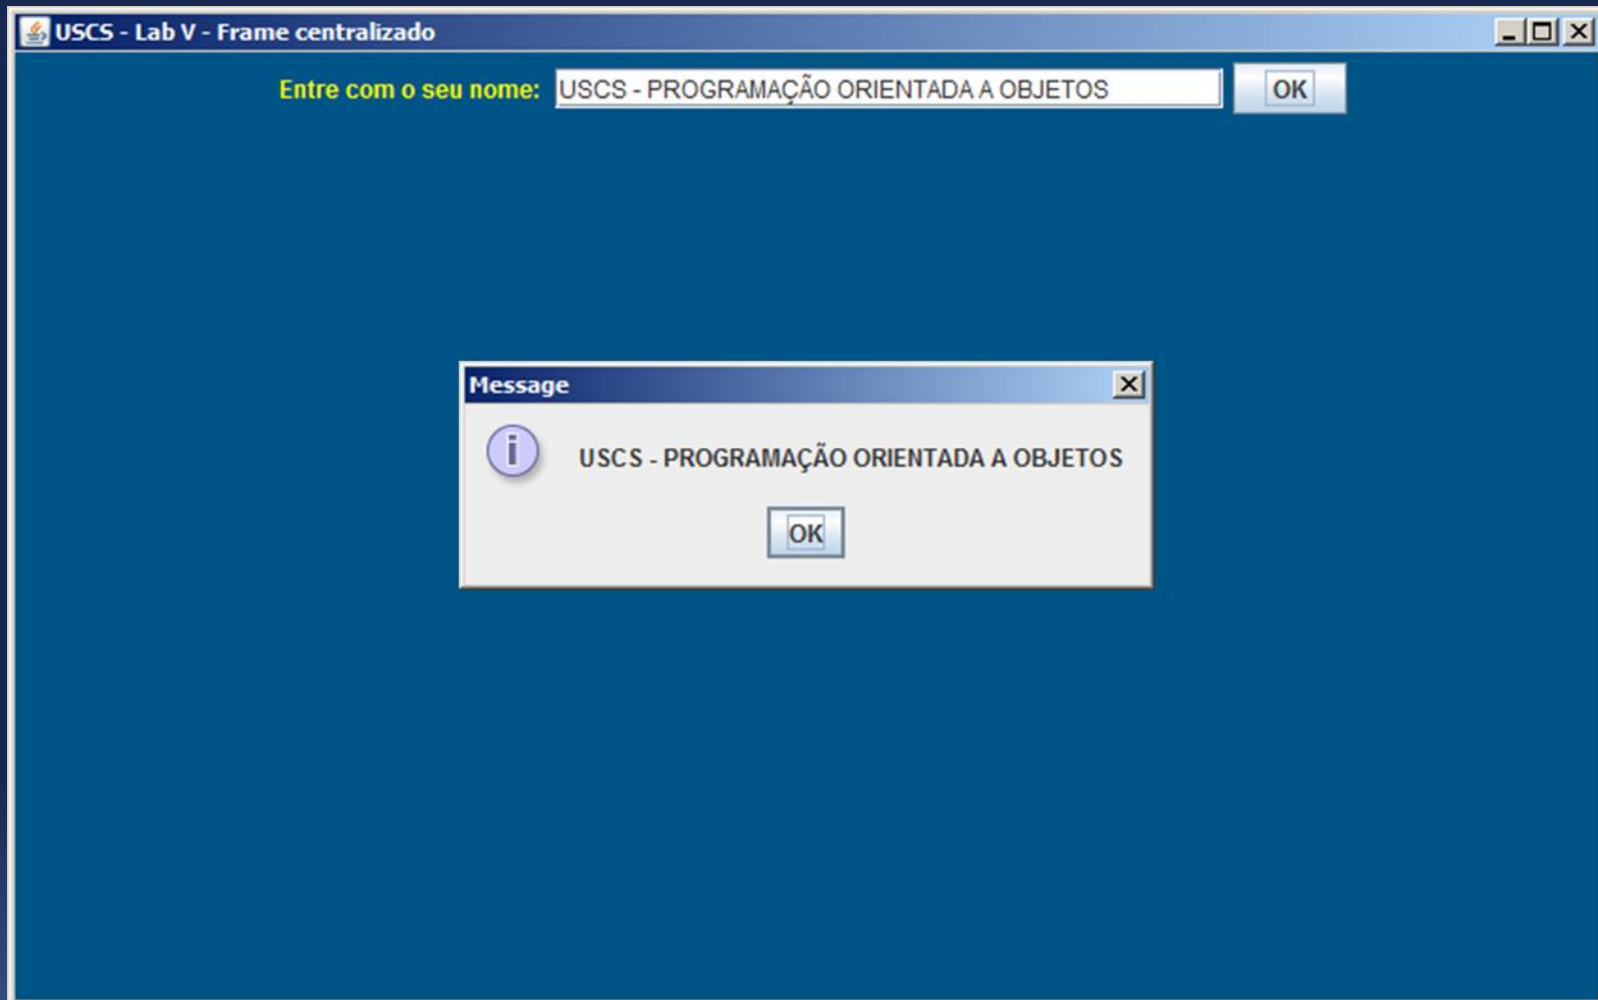 USCS - Lab V - Frame centralizado
Entre com o seu nome: USCS - PROGRAMAÇÃO ORIENTADA A OBJETOS OK
Message
i USCS - PROGRAMAÇÃO ORIENTADA A OBJETOS
OK